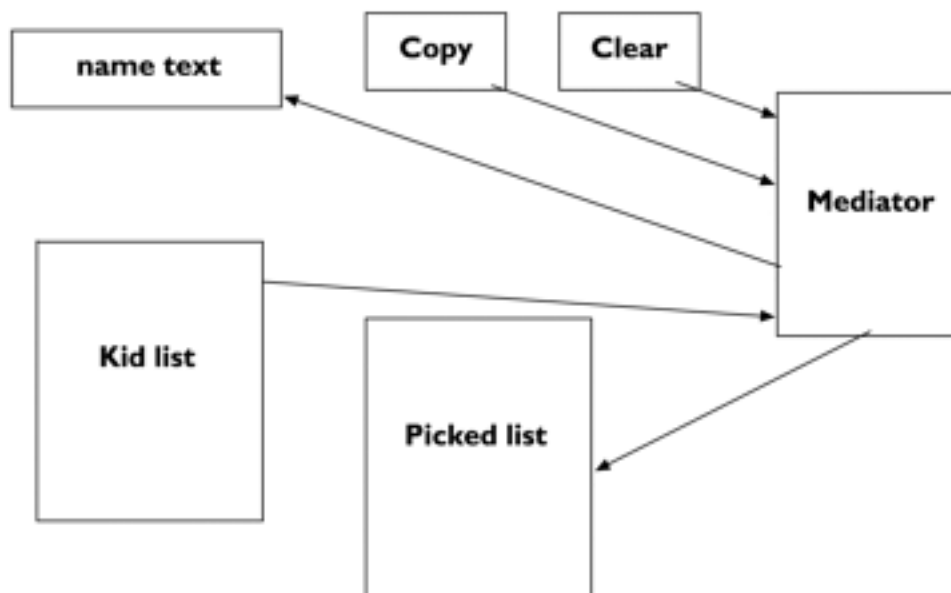 name text
Copy
Clear
Mediator
Kid list
Picked list